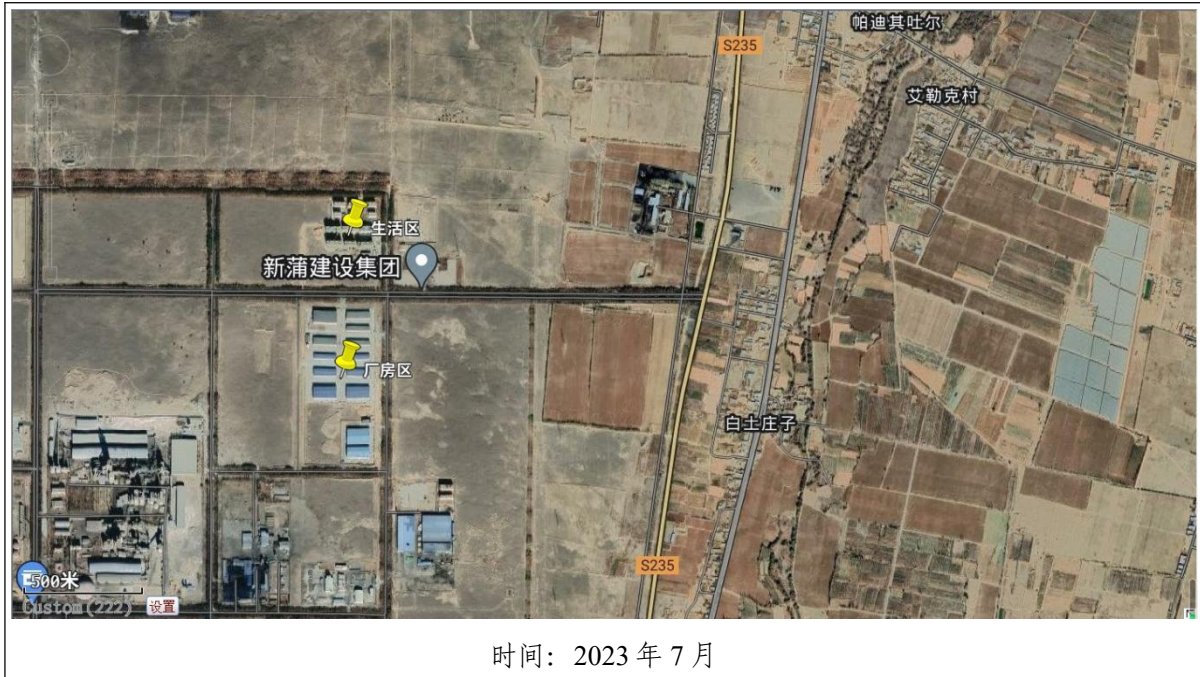 帕迪其吐尔
S235
艾勒克村
生活区
新蒲建设集团
厂房区
白土庄子
S235
500米
Custom(222) 设置
时间：2023 年 7 月